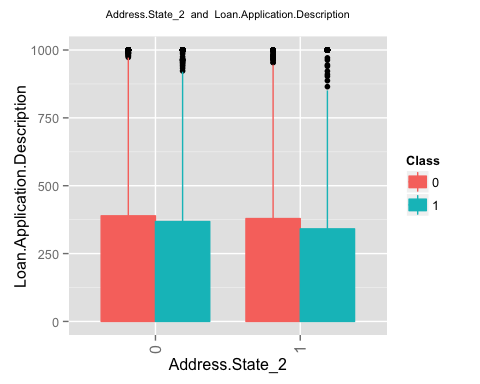 Address.State_2 and Loan.Application.Description
Loan.Application.Description
1000
750
500
250
0
0
1
Address.State_2
Class
0
1